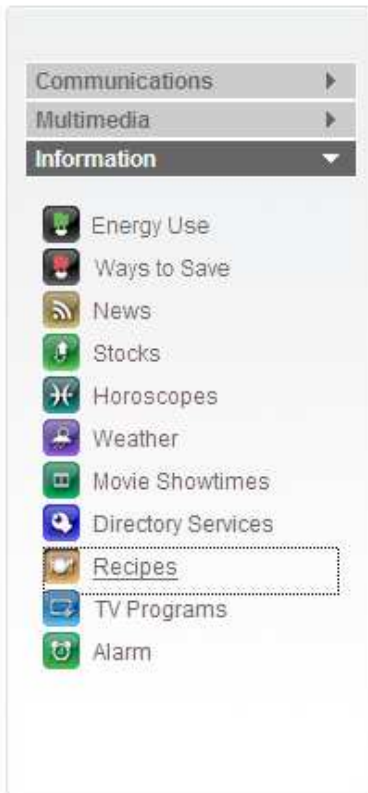 Communications
Multimedia
Information
Energy Use
Ways to Save
News
Stocks
Horoscopes
Weather
Movie Showtimes
Directory Services
Recipes
TV Programs
Alarm